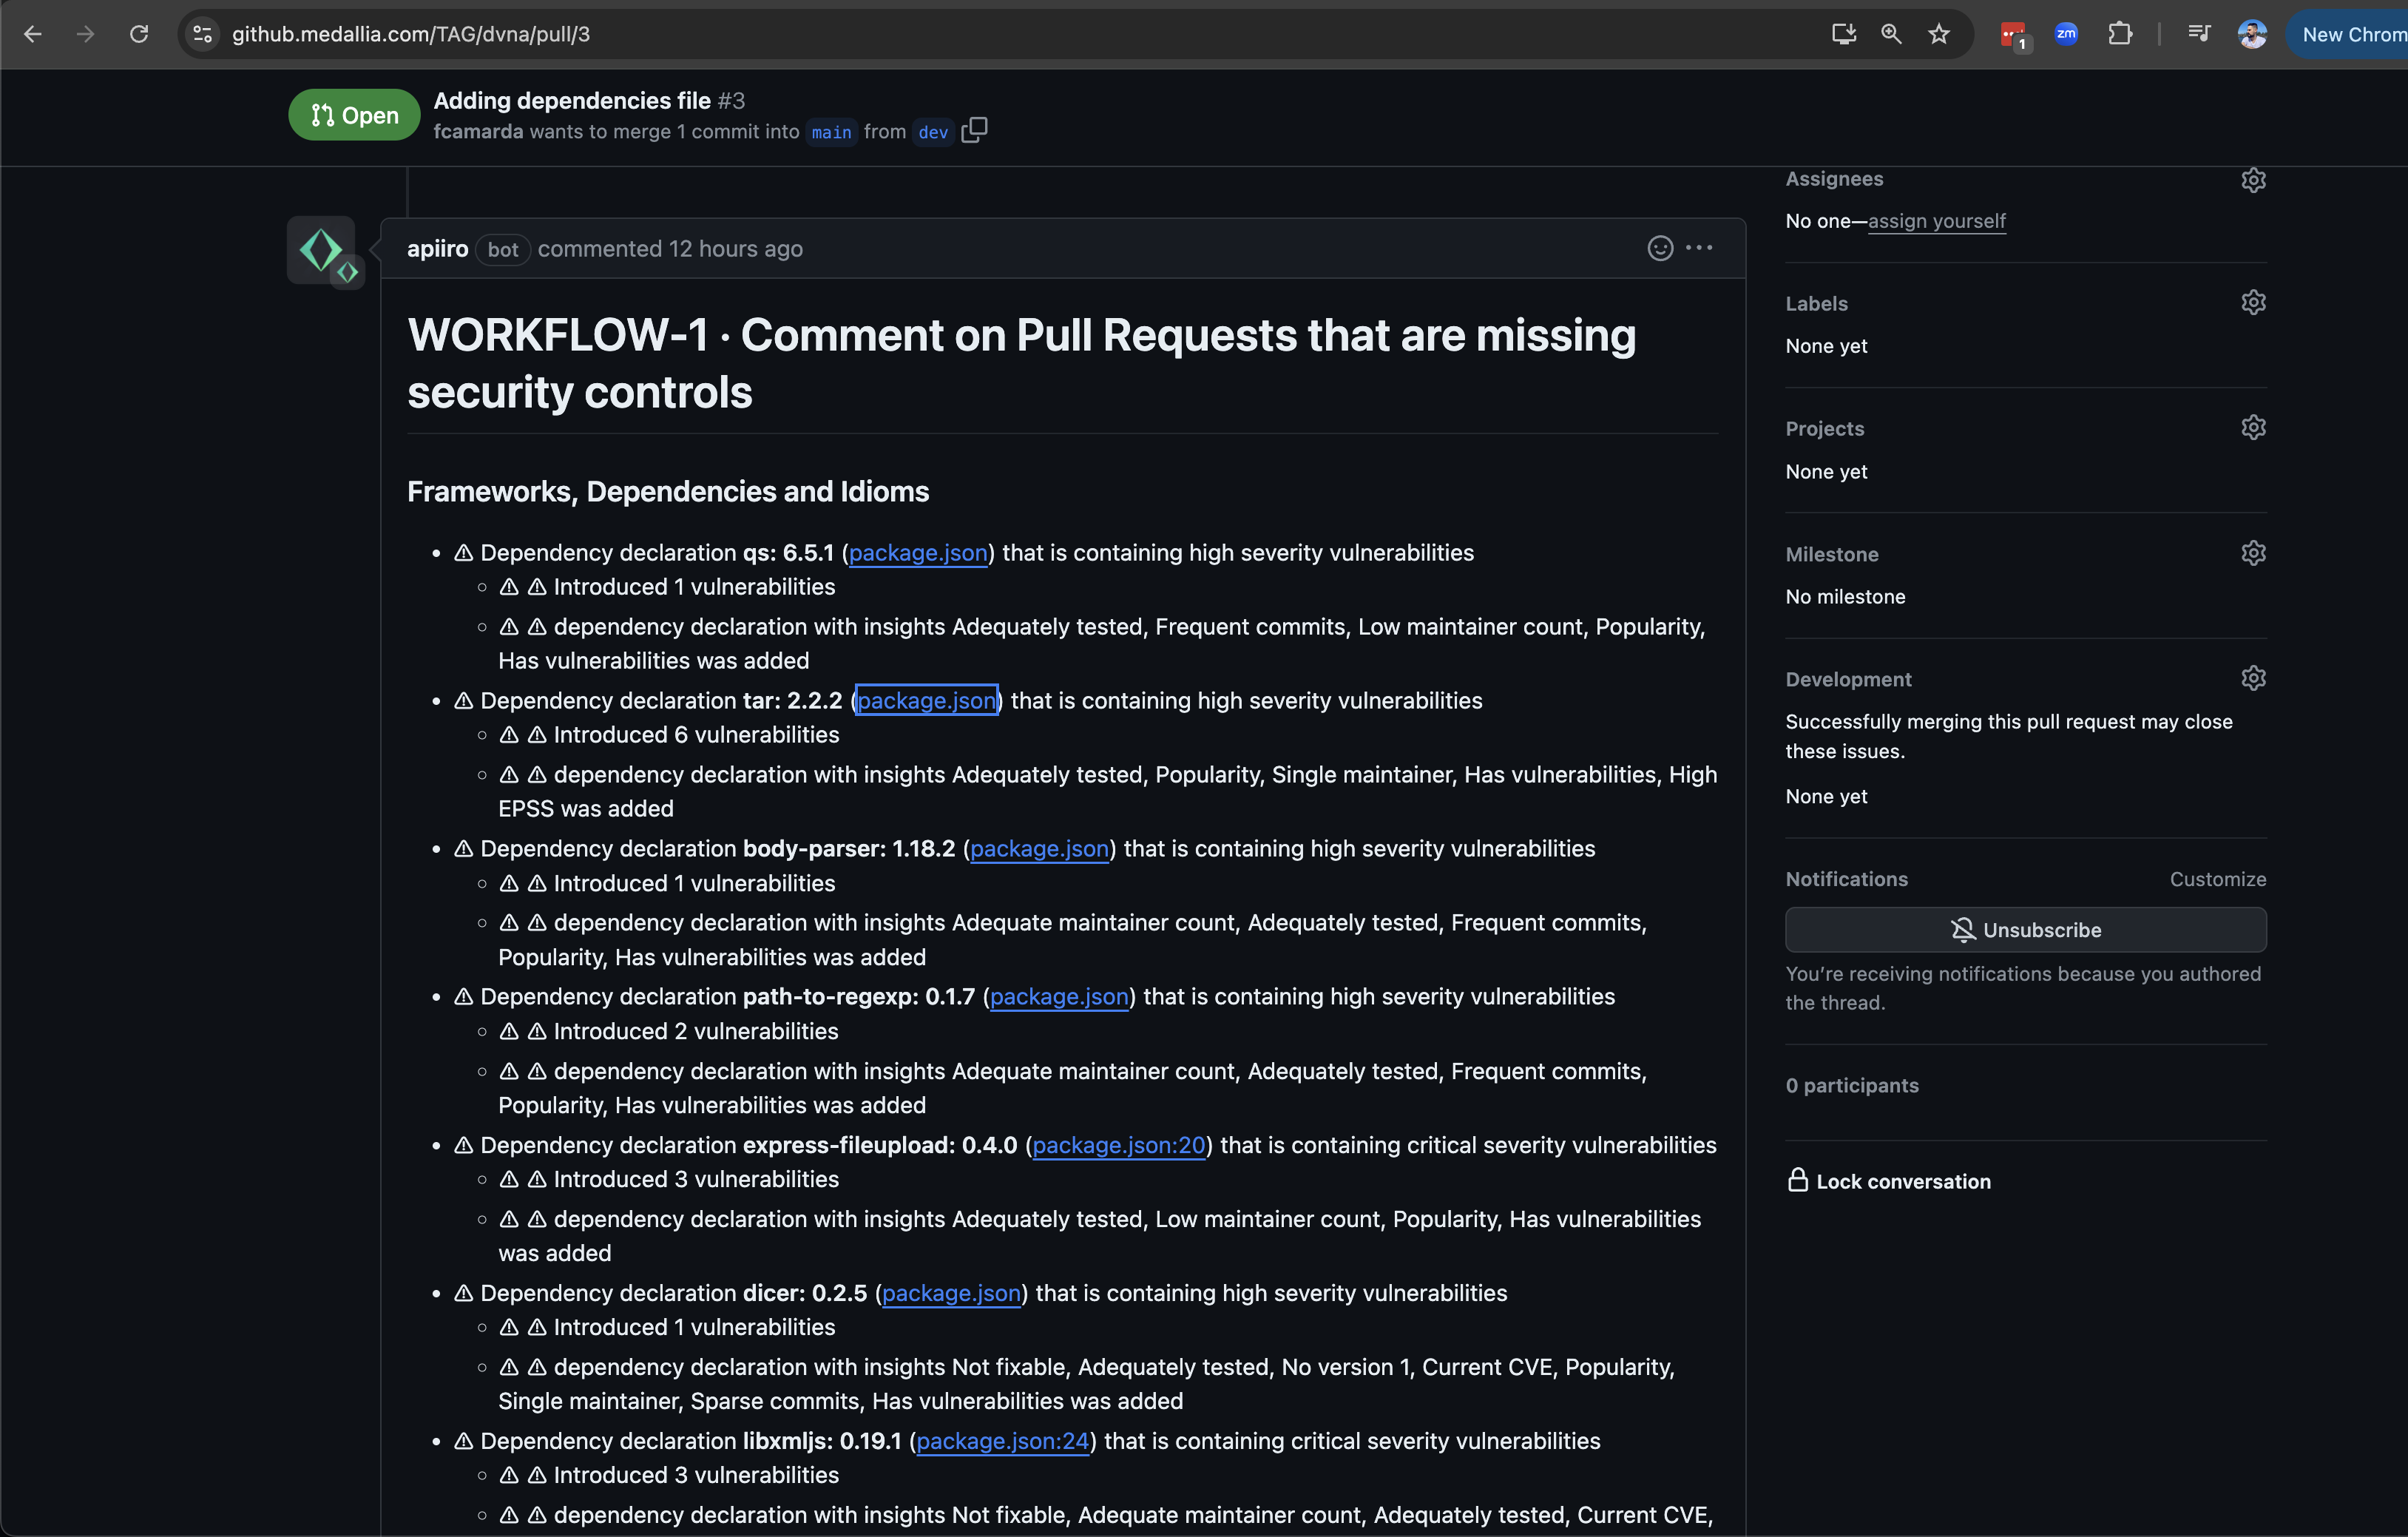 github.medallia.com/TAG/dvna/pull/3
1
zm
New Chrom
Open
Adding dependencies file #3
fcamarda wants to merge 1 commit into main from dev
apiiro bot commented 12 hours ago
WORKFLOW-1 · Comment on Pull Requests that are missing
security controls
Frameworks, Dependencies and Idioms
• ⚠ Dependency declaration qs: 6.5.1 (package.json) that is containing high severity vulnerabilities
◦ ⚠ ⚠ Introduced 1 vulnerabilities
◦ ⚠ ⚠ dependency declaration with insights Adequately tested, Frequent commits, Low maintainer count, Popularity,
Has vulnerabilities was added
• ⚠ Dependency declaration tar: 2.2.2 (package.json) that is containing high severity vulnerabilities
◦ ⚠ ⚠ Introduced 6 vulnerabilities
◦ ⚠ ⚠ dependency declaration with insights Adequately tested, Popularity, Single maintainer, Has vulnerabilities, High
EPSS was added
• ⚠ Dependency declaration body-parser: 1.18.2 (package.json) that is containing high severity vulnerabilities
◦ ⚠ ⚠ Introduced 1 vulnerabilities
◦ ⚠ ⚠ dependency declaration with insights Adequate maintainer count, Adequately tested, Frequent commits,
Popularity, Has vulnerabilities was added
• ⚠ Dependency declaration path-to-regexp: 0.1.7 (package.json) that is containing high severity vulnerabilities
◦ ⚠ ⚠ Introduced 2 vulnerabilities
◦ ⚠ ⚠ dependency declaration with insights Adequate maintainer count, Adequately tested, Frequent commits,
Popularity, Has vulnerabilities was added
• ⚠ Dependency declaration express-fileupload: 0.4.0 (package.json:20) that is containing critical severity vulnerabilities
◦ ⚠ ⚠ Introduced 3 vulnerabilities
◦ ⚠ ⚠ dependency declaration with insights Adequately tested, Low maintainer count, Popularity, Has vulnerabilities
was added
• ⚠ Dependency declaration dicer: 0.2.5 (package.json) that is containing high severity vulnerabilities
◦ ⚠ ⚠ Introduced 1 vulnerabilities
◦ ⚠ ⚠ dependency declaration with insights Not fixable, Adequately tested, No version 1, Current CVE, Popularity,
Single maintainer, Sparse commits, Has vulnerabilities was added
• ⚠ Dependency declaration libxmljs: 0.19.1 (package.json:24) that is containing critical severity vulnerabilities
◦ ⚠ ⚠ Introduced 3 vulnerabilities
◦ ⚠ ⚠ dependency declaration with insights Not fixable, Adequate maintainer count, Adequately tested, Current CVE,
Assignees
No one—assign yourself
Labels
None yet
Projects
None yet
Milestone
No milestone
Development
Successfully merging this pull request may close
these issues.
None yet
Notifications
Customize
Unsubscribe
You’re receiving notifications because you authored
the thread.
0 participants
Lock conversation